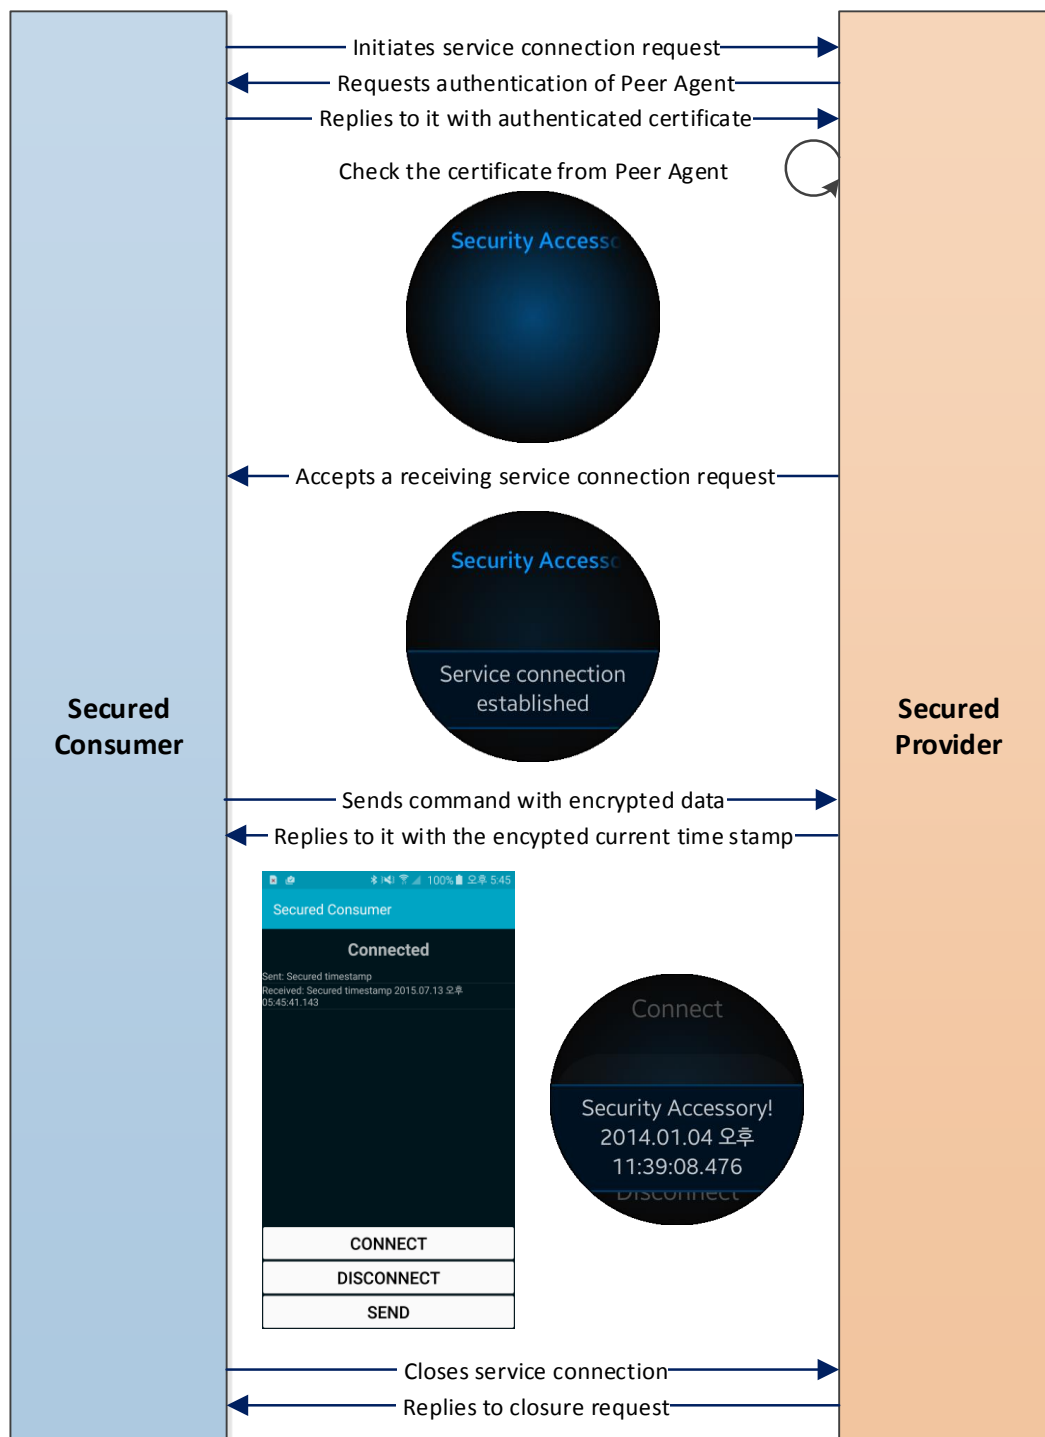 Initiates service connection request
Requests authentication of Peer Agent
Replies to it with authenticated certificate
Check the certificate from Peer Agent
Security Accesso
Accepts a receiving service connection request
Security Accesso
Service connection
established
Secured
Consumer
Secured
Provider
Sends command with encrypted data
Replies to it with the encypted current time stamp
100% 오후 5:45
Secured Consumer
Connected
Sent: Secured timestamp
Received: Secured timestamp 2015.07.13 오후
05:45:41.143
Connect
Security Accessory!
2014.01.04 오후
11:39:08.476
Disconnect
CONNECT
DISCONNECT
SEND
Closes service connection
Replies to closure request